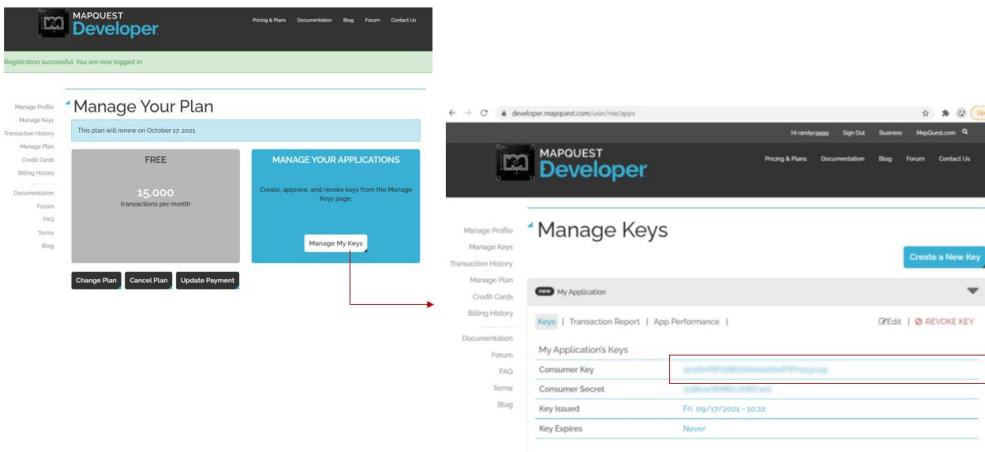 MAPQUEST
Developer
Pricing & Plans Documentation Blog Forum Contact Us
Registration successful. You are now logged in.
Manage Profile
Manage Keys
Transaction History
Manage Plan
Credit Cards
Billing History
Documentation
Forum
FAQ
Terms
Blog
Manage Your Plan
This plan will renew on October 17, 2021.
FREE
15,000
transactions per month
MANAGE YOUR APPLICATIONS
Create, approve, and revoke keys from the Manage
Keys page.
Manage My Keys
Change Plan Cancel Plan Update Payment
developer.mapquest.com/user/me/apps
Hi Sign Out Business MapQuest.com
MAPQUEST
Developer
Pricing & Plans Documentation Blog Forum Contact Us
Manage Profile
Manage Keys
Transaction History
Manage Plan
Credit Cards
Billing History
Documentation
Forum
FAQ
Terms
Blog
Manage Keys
Create a New Key
new My Application
Keys | Transaction Report | App Performance |
Edit | REVOKE KEY
My Application's Keys
Consumer Key
Consumer Secret
Key Issued Fri, 09/17/2021 - 10:22
Key Expires Never